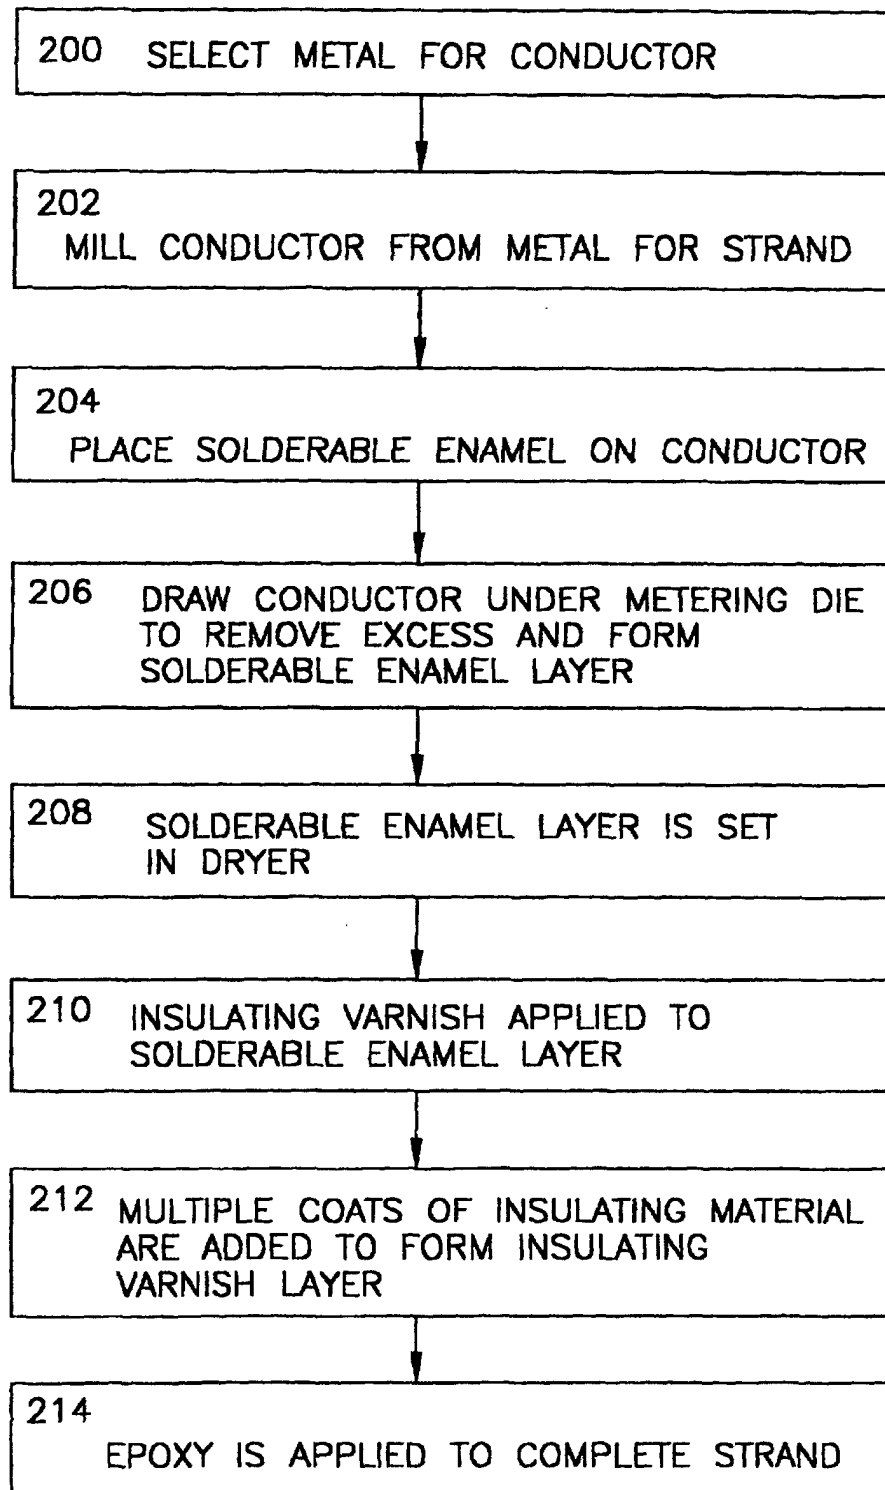 200 SELECT METAL FOR CONDUCTOR
202
MILL CONDUCTOR FROM METAL FOR STRAND
204
PLACE SOLDERABLE ENAMEL ON CONDUCTOR
206 DRAW CONDUCTOR UNDER METERING DIE
TO REMOVE EXCESS AND FORM
SOLDERABLE ENAMEL LAYER
208 SOLDERABLE ENAMEL LAYER IS SET
IN DRYER
210 INSULATING VARNISH APPLIED TO
SOLDERABLE ENAMEL LAYER
212 MULTIPLE COATS OF INSULATING MATERIAL
ARE ADDED TO FORM INSULATING
VARNISH LAYER
214
EPOXY IS APPLIED TO COMPLETE STRAND